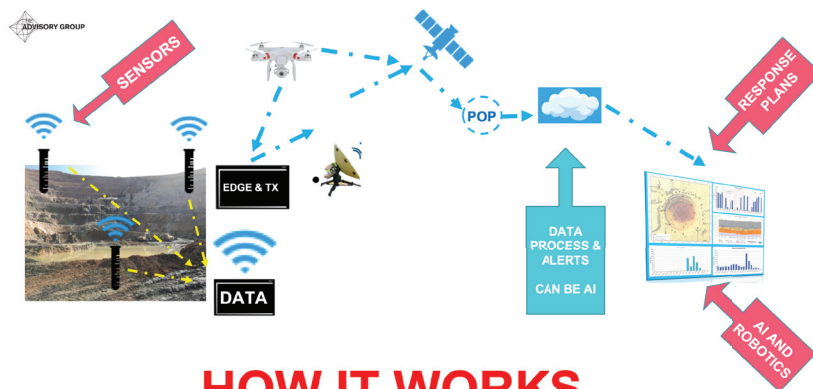 ADVISORY GROUP
SENSORS
EDGE & TX
DATA
POP
DATA
PROCESS &
ALERTS
CAN BE AI
RESPONSE
PLANS
AI AND
ROBOTICS
HOW IT WORKS